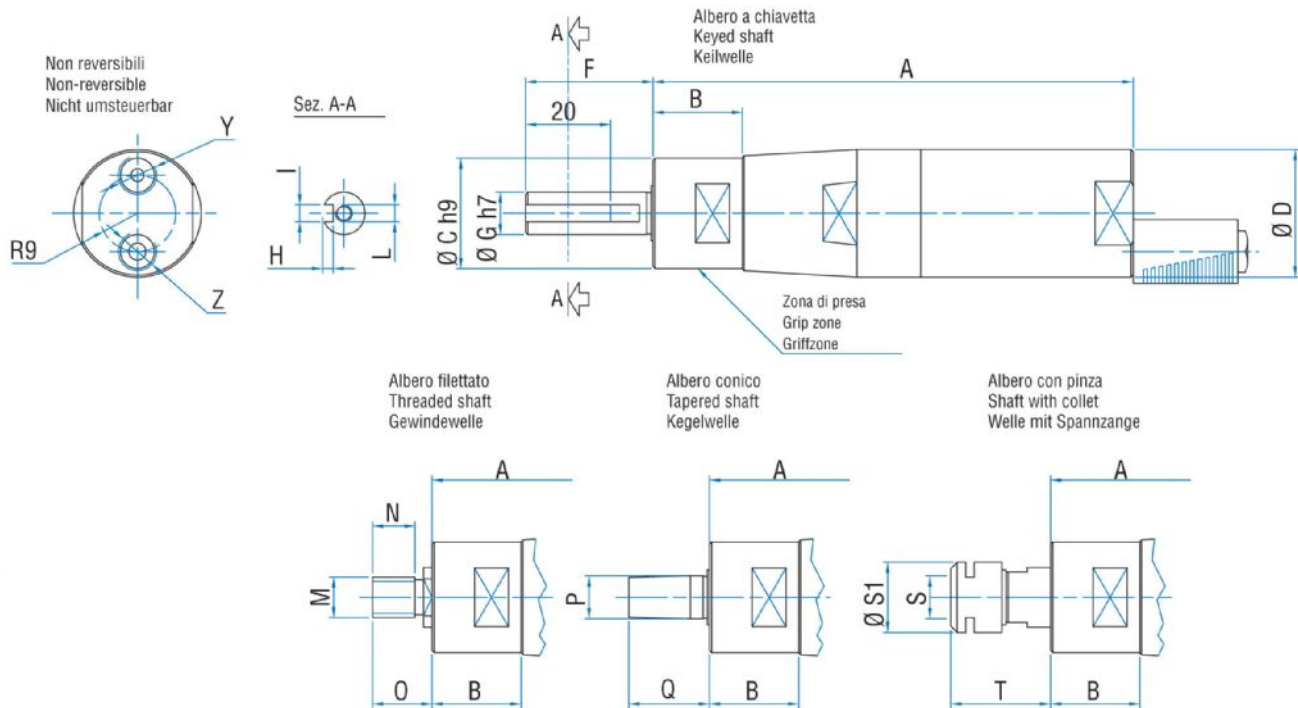 Non reversibili
Non-reversible
Nicht umsteuerbar
Y
R9
Z
Sez. A-A
I
H
L
Albero a chiavetta
Keyed shaft
Keilwelle
A
F
A
B
20
Ø C h9
Ø G h7
Ø D
A
Zona di presa
Grip zone
Griffzone
Albero filettato
Threaded shaft
Gewindewelle
A
N
M
O
B
Albero conico
Tapered shaft
Kegelwelle
A
P
Q
B
Albero con pinza
Shaft with collet
Welle mit Spannzange
A
Ø S1
S
T
B